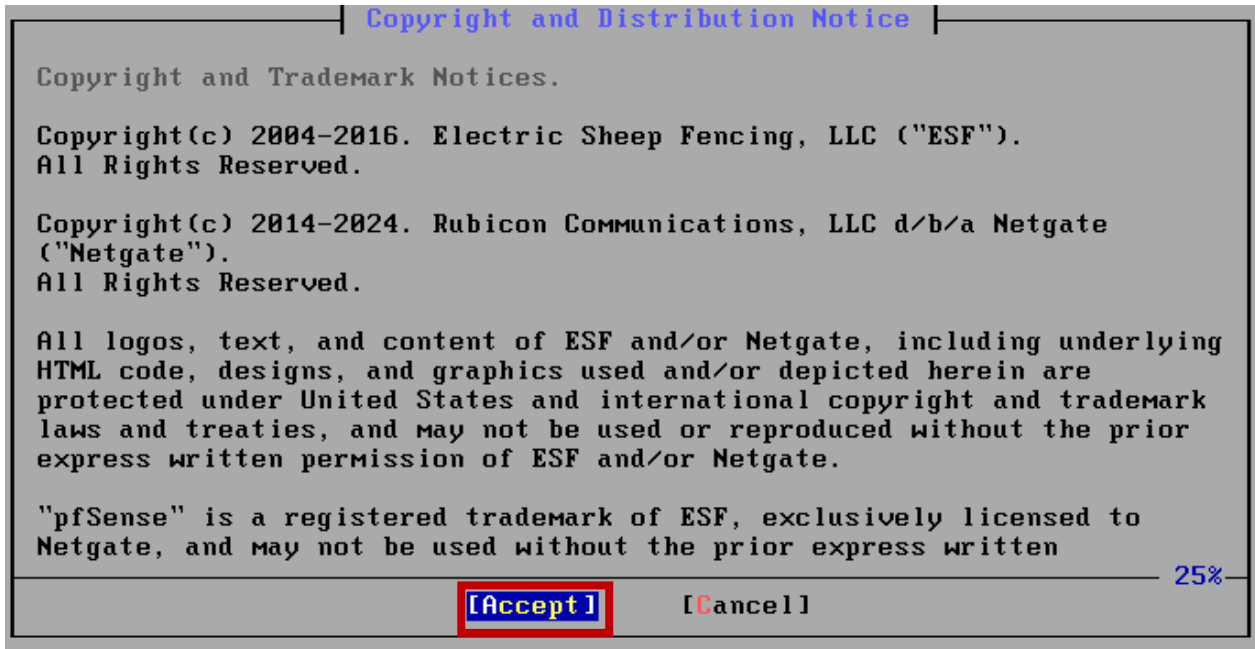 Copyright and Distribution Notice
Copyright and Trademark Notices.
Copyright(c) 2004-2016. Electric Sheep Fencing, LLC ("ESF").
All Rights Reserved.
Copyright(c) 2014-2024. Rubicon Communications, LLC d/b/a Netgate
("Netgate").
All Rights Reserved.
All logos, text, and content of ESF and/or Netgate, including underlying
HTML code, designs, and graphics used and/or depicted herein are
protected under United States and international copyright and trademark
laws and treaties, and may not be used or reproduced without the prior
express written permission of ESF and/or Netgate.
"pfSense" is a registered trademark of ESF, exclusively licensed to
Netgate, and may not be used without the prior express written
25%
[Accept] [Cancel]